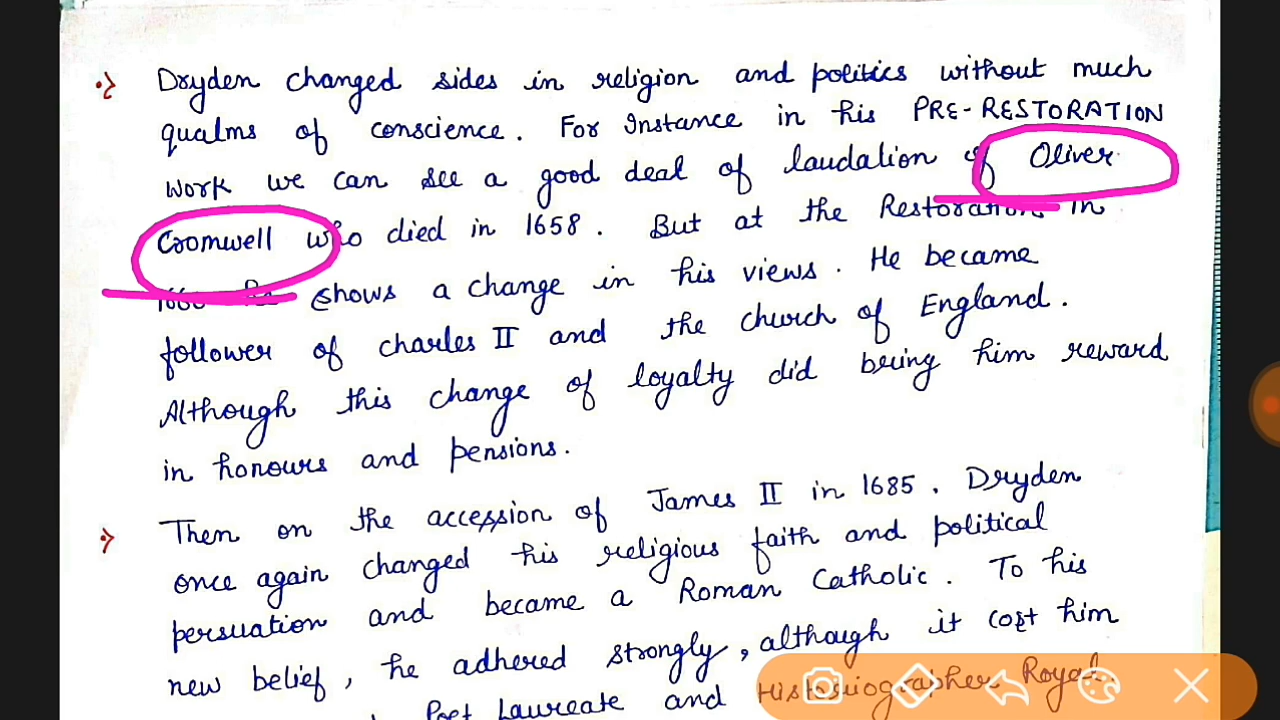 Dryden changed sides in religion and politics without much
qualms of conscience. For Instance in his PRE-RESTORATION
work we can see a good deal of laudation of Oliver
Cromwell who died in 1658. But at the Restoration in
1660 he shows a change in his views. He became
follower of charles II and the church of England.
Although this change of loyalty did being him reward
in honours and pensions.
Then on the accession of James II in 1685. Dryden
once again changed his religious faith and political
persuation and became a Roman Catholic. To his
new belief, he adhered strongly, although it cost him
Poet Laureate and Historiographer Royal.